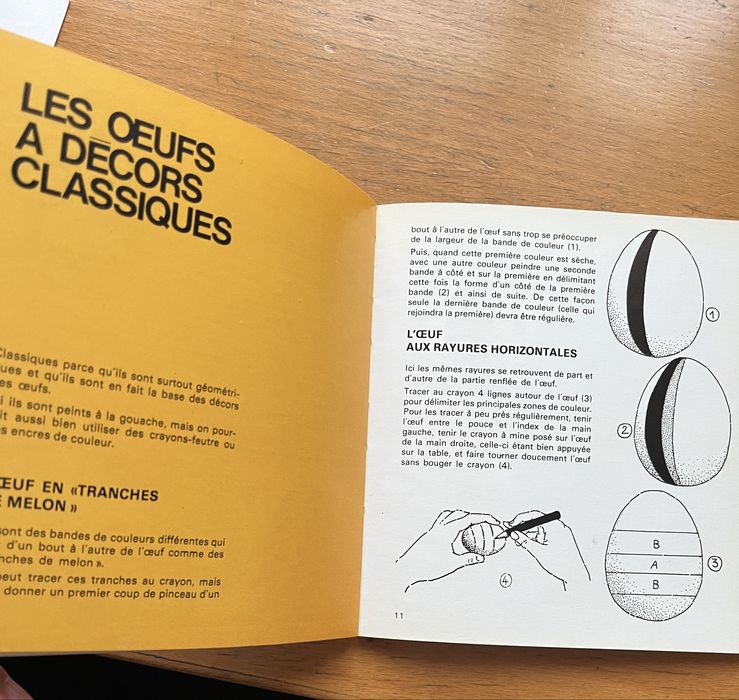 LES ŒUFS
A DÉCORS
CLASSIQUES
Classiques parce qu'ils sont surtout géométri-
ques et qu'ils sont en fait la base des décors
es œufs.
i ils sont peints à la gouache, mais on pour-
it aussi bien utiliser des crayons-feutre ou
s encres de couleur.
ŒUF EN «TRANCHES
E MELON »
sont des bandes de couleurs différentes qui
t d'un bout à l'autre de l'œuf comme des
nches de melon ».
peut tracer ces tranches au crayon, mais
donner un premier coup de pinceau d'un
bout à l'autre de l'œuf sans trop se préoccuper
de la largeur de la bande de couleur (1).
Puis, quand cette première couleur est sèche,
avec une autre couleur peindre une seconde
bande à côté et sur la première en délimitant
cette fois la forme d'un côté de la première
bande (2) et ainsi de suite. De cette façon
seule la dernière bande de couleur (celle qui
rejoindra la première) devra être régulière.
L'ŒUF
AUX RAYURES HORIZONTALES
Ici les mêmes rayures se retrouvent de part et
d'autre de la partie renflée de l'œuf.
Tracer au crayon 4 lignes autour de l'œuf (3)
pour délimiter les principales zones de couleur.
Pour les tracer à peu près régulièrement, tenir
l'œuf entre le pouce et l'index de la main
gauche, tenir le crayon à mine posé sur l'œuf
de la main droite, celle-ci étant bien appuyée
sur la table, et faire tourner doucement l'œuf
sans bouger le crayon (4).
1
2
B
A
B
3
4
11